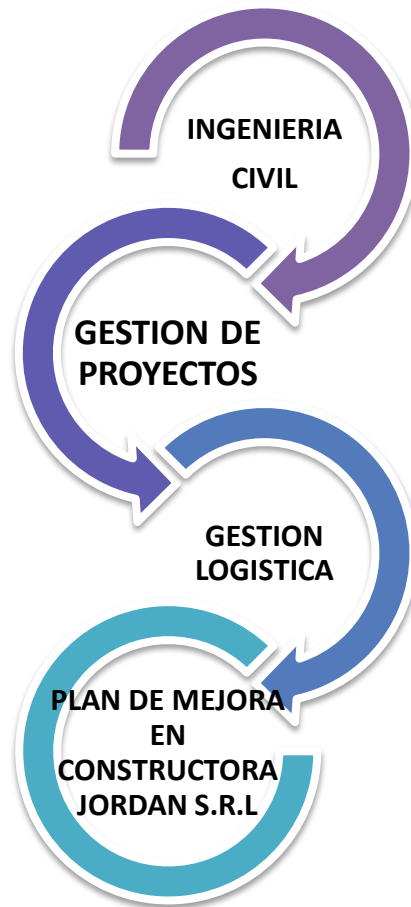 INGENIERIA
CIVIL
GESTION DE
PROYECTOS
GESTION
LOGISTICA
PLAN DE MEJORA
EN
CONSTRUCTORA
JORDAN S.R.L